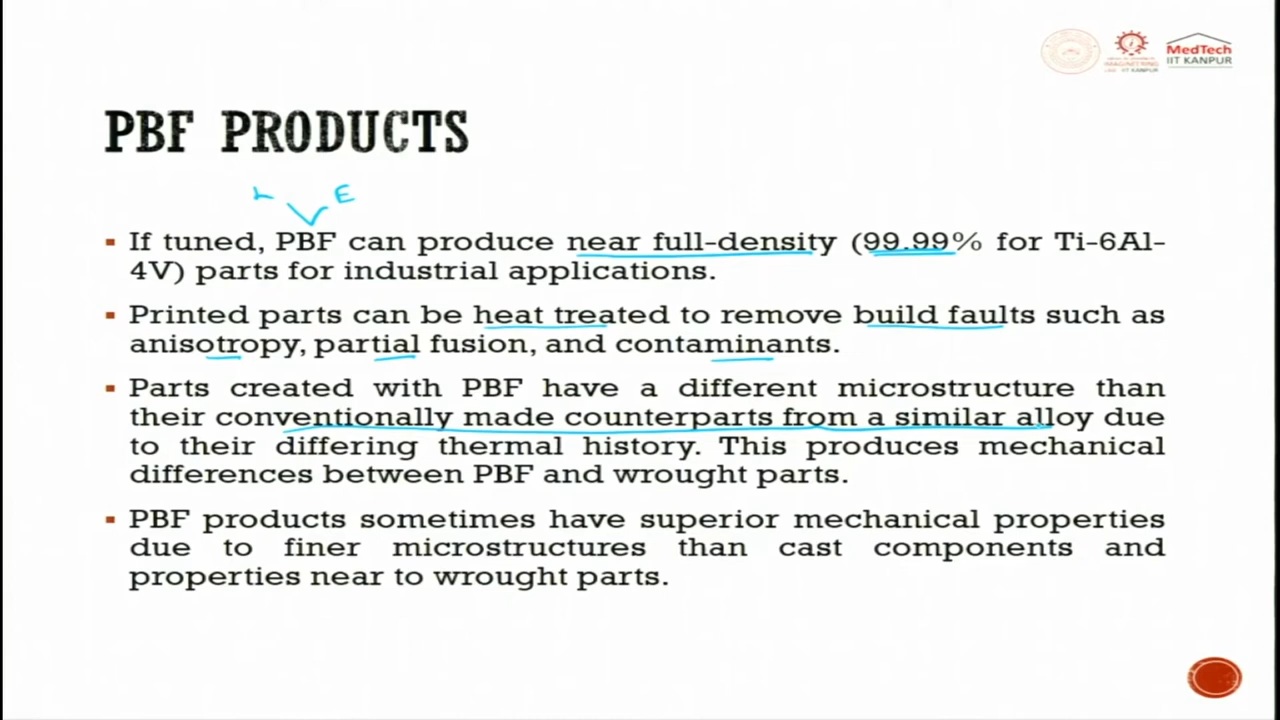 MedTech
IIT KANPUR
PBF PRODUCTS
L E
▪ If tuned, PBF can produce near full-density (99.99% for Ti-6Al-
4V) parts for industrial applications.
▪ Printed parts can be heat treated to remove build faults such as
anisotropy, partial fusion, and contaminants.
▪ Parts created with PBF have a different microstructure than
their conventionally made counterparts from a similar alloy due
to their differing thermal history. This produces mechanical
differences between PBF and wrought parts.
▪ PBF products sometimes have superior mechanical properties
due to finer microstructures than cast components and
properties near to wrought parts.